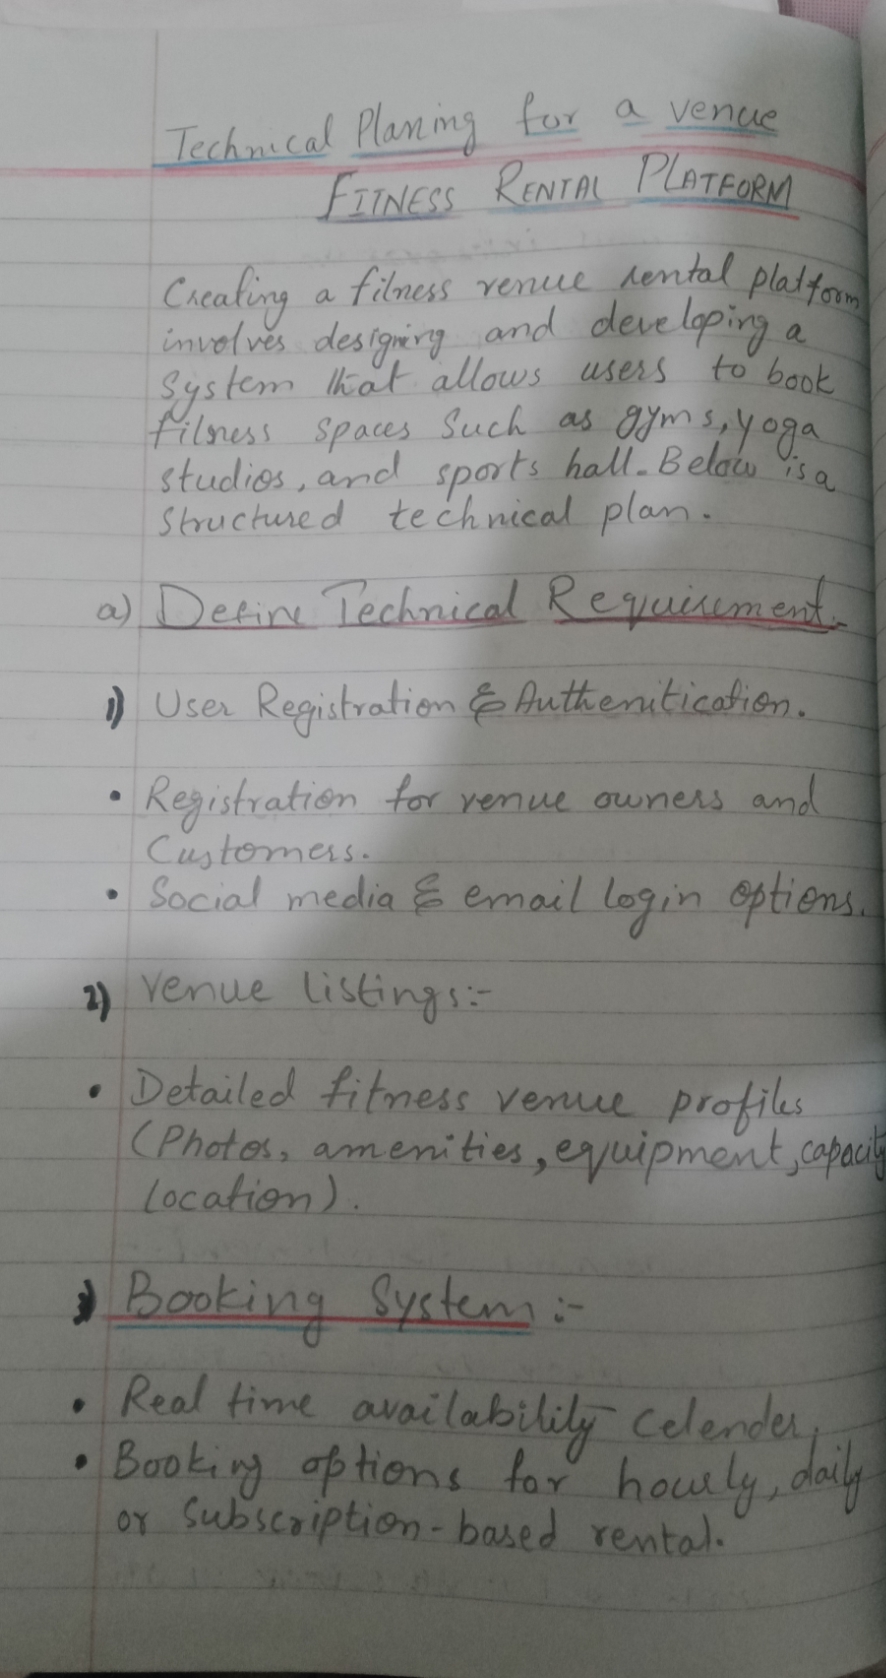 Technical Planing for a venue
FITNESS RENTAL PLATFORM
Creating a fitness venue rental platform
involves designing and developing a
system that allows users to book
fitness spaces such as gyms, yoga
studios, and sports hall. Below is a
structured technical plan.
a) Define Technical Requirement.
1) User Registration & Authenitication.
• Registration for venue owners and
Customers.
• Social media & email login options.
2) Venue listings:-
• Detailed fitness venue profiles
(Photos, amenities, equipment, capacity
location).
3) Booking System:-
• Real time availability Celender,
• Booking options for hourly, daily
or subscription-based rental.